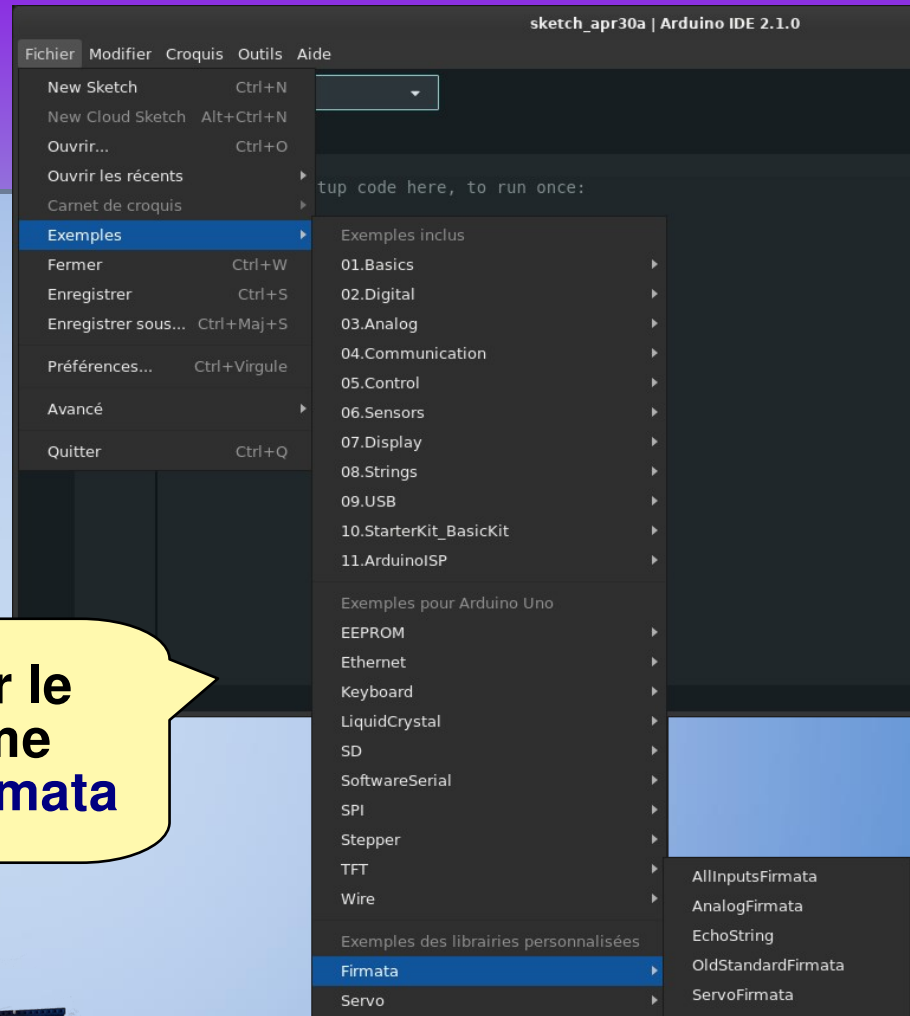 sketch_apr30a | Arduino IDE 2.1.0
Fichier Modifier Croquis Outils Aide
New Sketch Ctrl+N
New Cloud Sketch Alt+Ctrl+N
Ouvrir... Ctrl+O
Ouvrir les récents
tup code here, to run once:
Carnet de croquis
Exemples
Fermer Ctrl+W
Enregistrer Ctrl+S
Enregistrer sous... Ctrl+Maj+S
Préférences... Ctrl+Virgule
Avancé
Quitter Ctrl+Q
Exemples inclus
01.Basics
02.Digital
03.Analog
04.Communication
05.Control
06.Sensors
07.Display
08.Strings
09.USB
10.StarterKit_BasicKit
11.ArduinoISP
Exemples pour Arduino Uno
EEPROM
Ethernet
Keyboard
LiquidCrystal
SD
SoftwareSerial
SPI
Stepper
TFT
Wire
Exemples des librairies personnalisées
Firmata
Servo
AllInputsFirmata
AnalogFirmata
EchoString
OldStandardFirmata
ServoFirmata
r le
me
mata